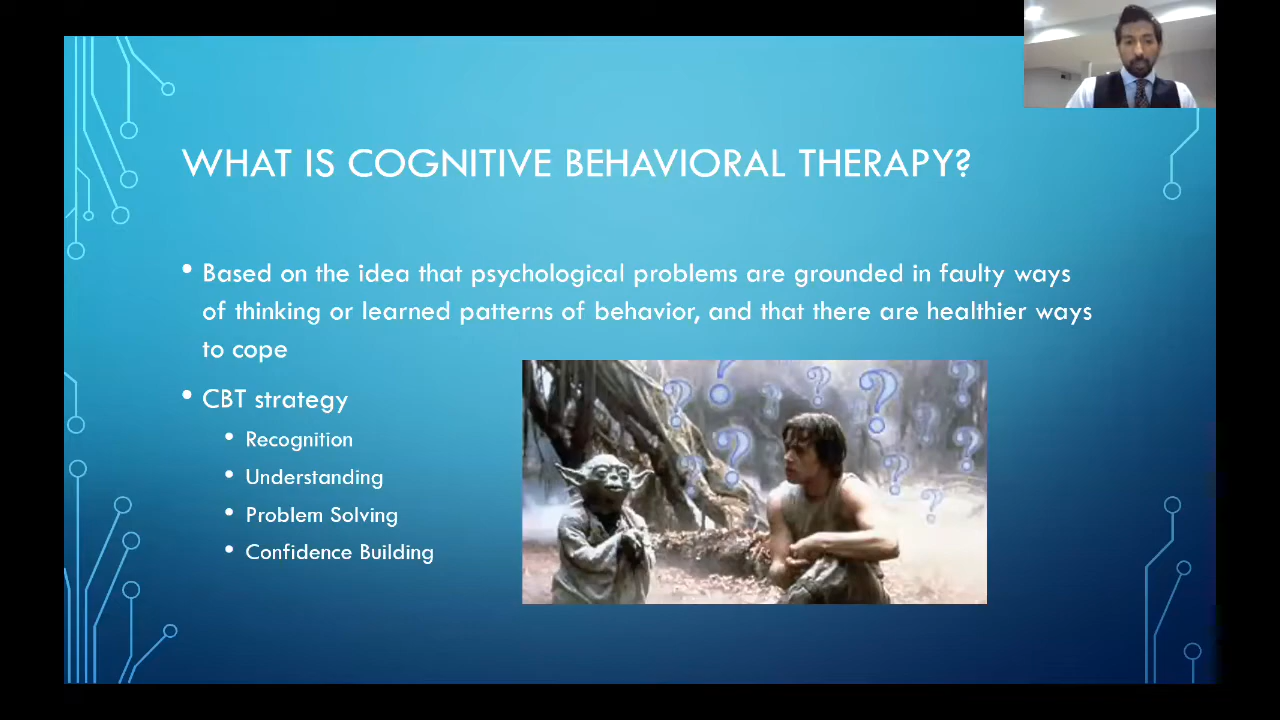 WHAT IS COGNITIVE BEHAVIORAL THERAPY?
• Based on the idea that psychological problems are grounded in faulty ways
of thinking or learned patterns of behavior, and that there are healthier ways
to cope
• CBT strategy
• Recognition
• Understanding
• Problem Solving
• Confidence Building